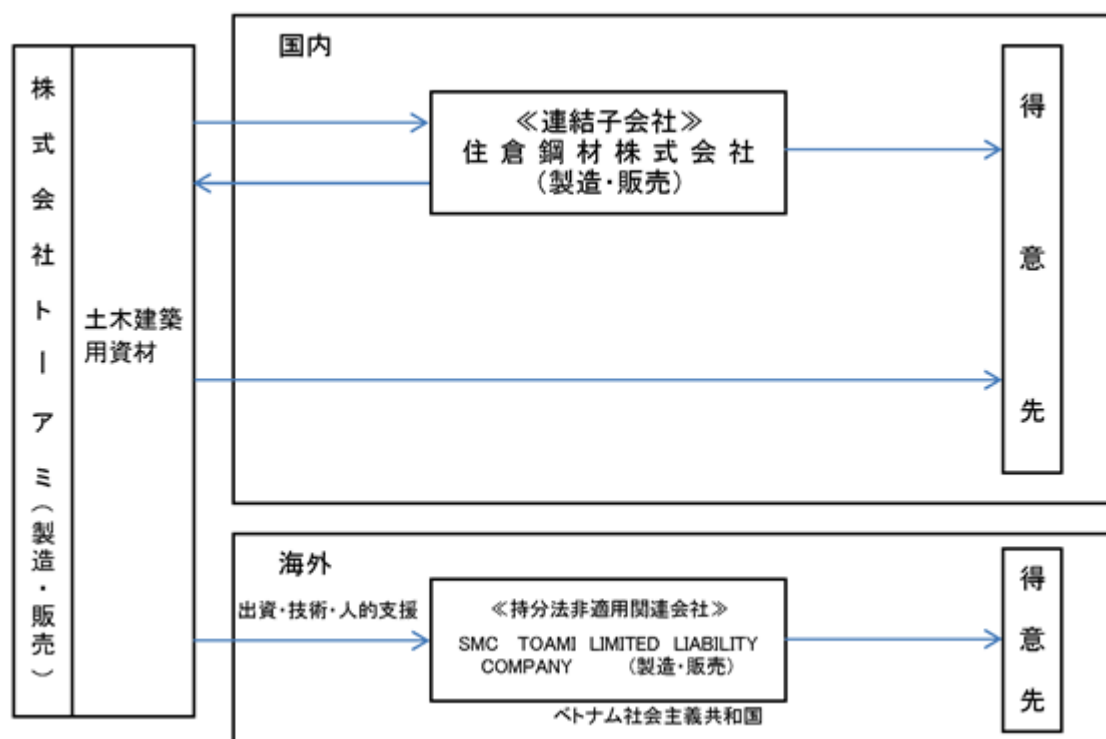 株式会社トーアミ(製造・販売)
土木建築
用資材
国内
≪連結子会社≫
住倉鋼材株式会社
(製造・販売)
得意先
海外
出資・技術・人的支援
≪持分法非適用関連会社≫
SMC TOAMI LIMITED LIABILITY
COMPANY (製造・販売)
ベトナム社会主義共和国
得意先